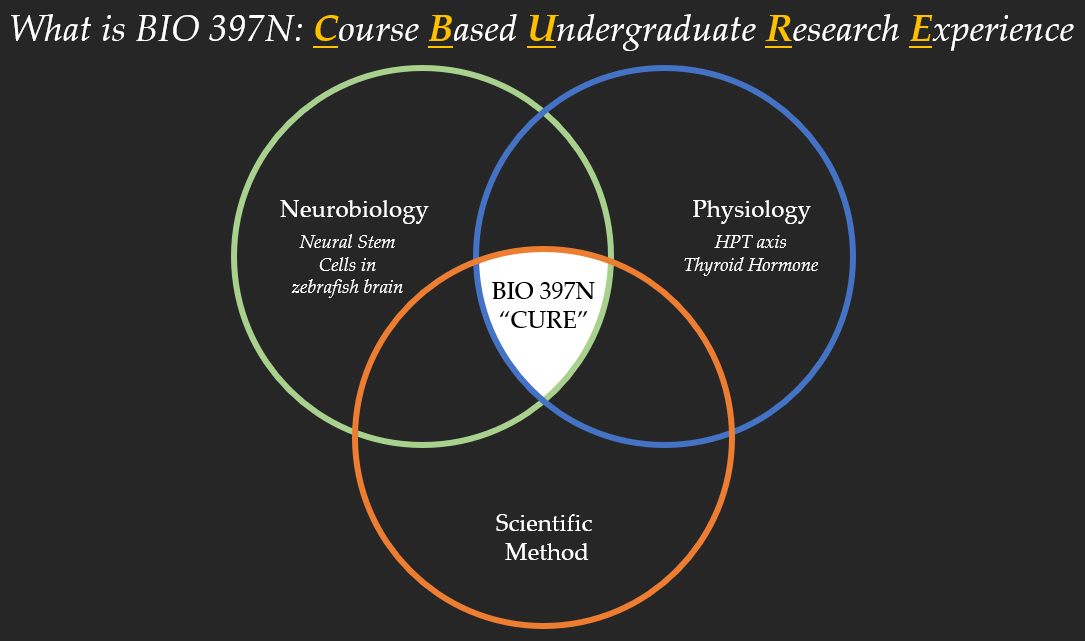 What is BIO 397N: Course Based Undergraduate Research Experience
Neurobiology
Neural Stem
Cells in
zebrafish brain
Physiology
HPT axis
Thyroid Hormone
BIO 397N
“CURE”
Scientific
Method